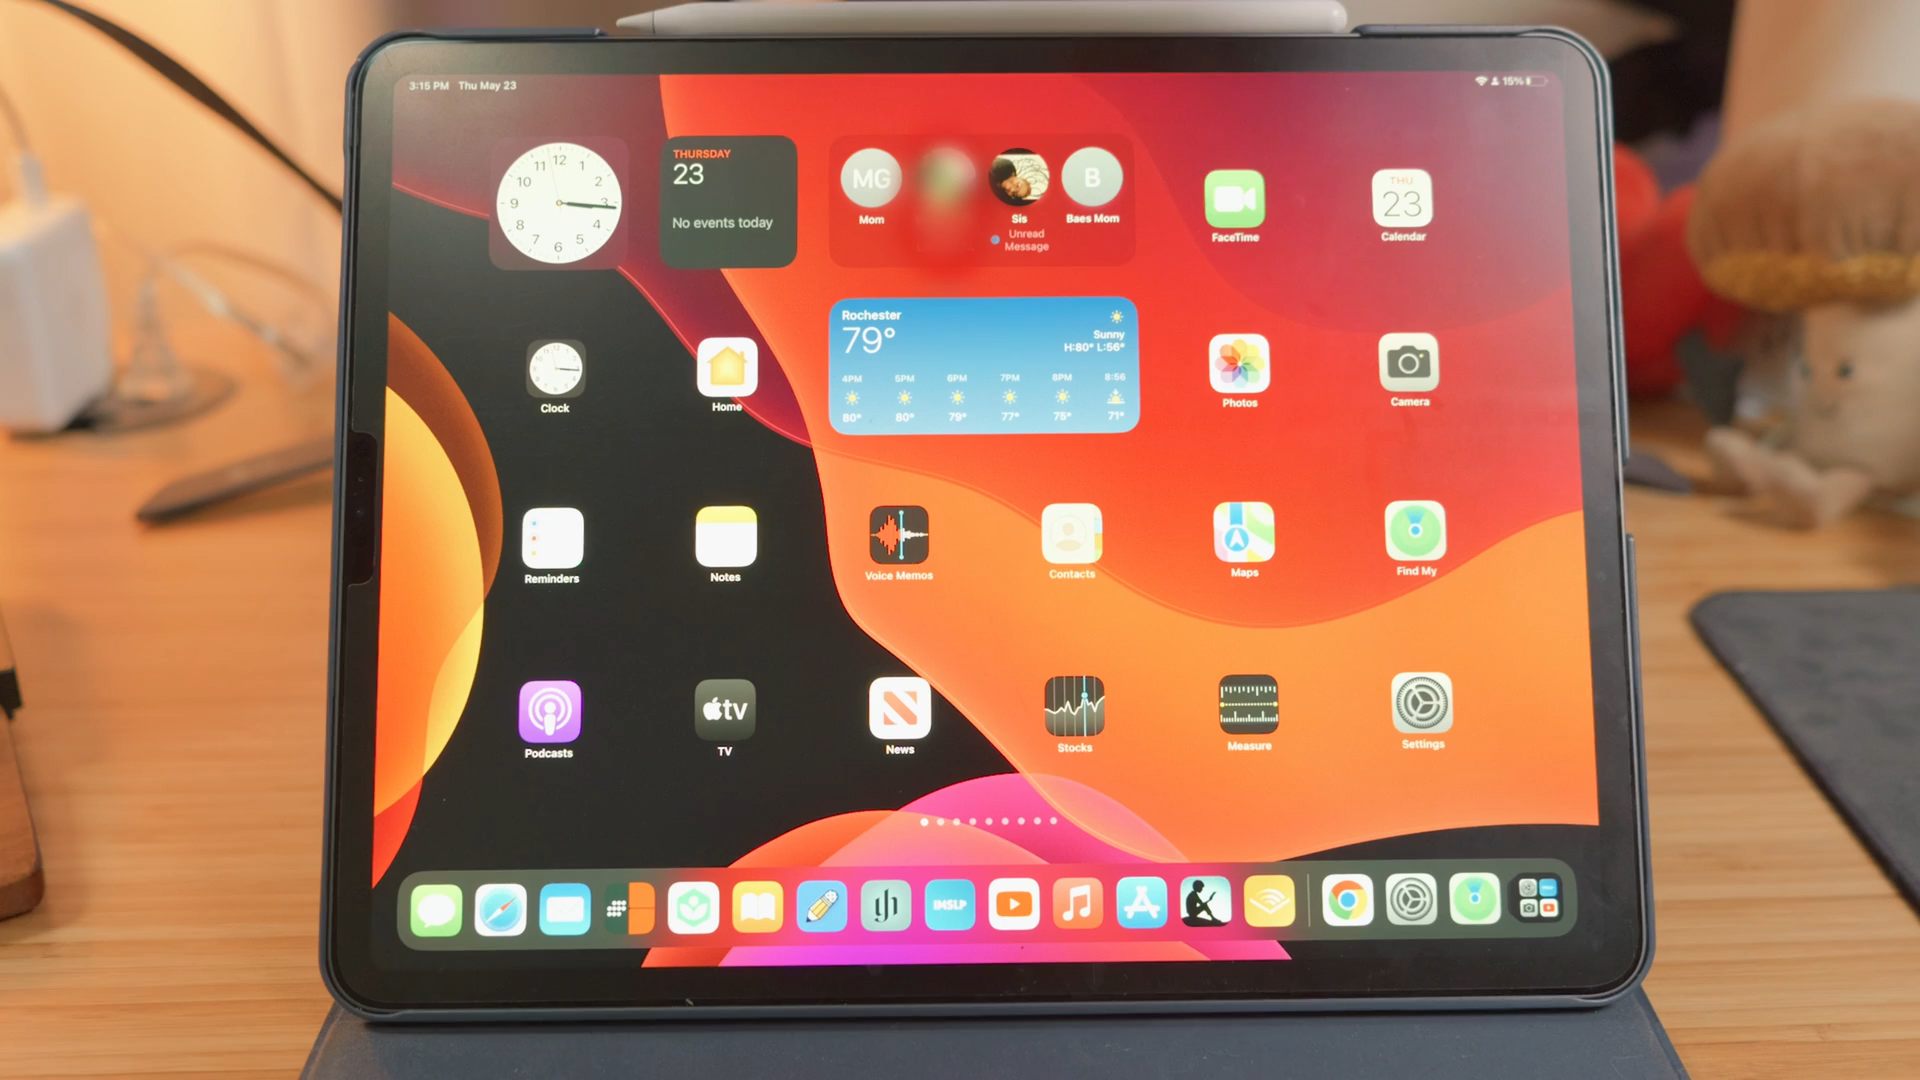 3:15 PM Thu May 23
15%
12
11 1
10 2
9 3
8 4
7 5
6
THURSDAY
23
No events today
MG
B
Mom
Sis
Baes Mom
Unread
Message
FaceTime
THU
23
Calendar
Rochester
79°
Sunny
H:80° L:56°
4PM 5PM 6PM 7PM 8PM 8:56
80° 80° 79° 77° 75° 71°
Clock
Home
Photos
Camera
Reminders
Notes
Voice Memos
Contacts
Maps
Find My
tv
Podcasts
TV
News
Stocks
Measure
Settings
IMSLP